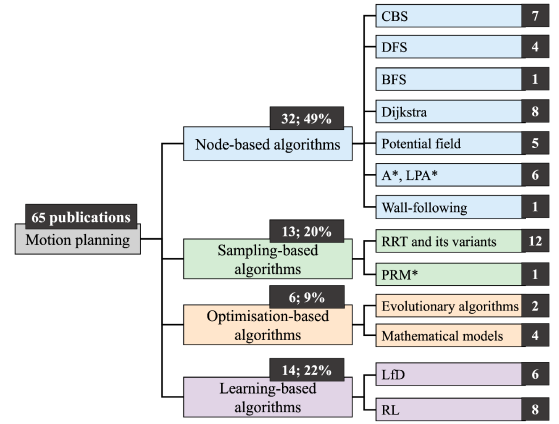 65 publications
Motion planning
32; 49%
Node-based algorithms
CBS 7
DFS 4
BFS 1
Dijkstra 8
Potential field 5
A*, LPA* 6
Wall-following 1
13; 20%
Sampling-based
algorithms
RRT and its variants 12
PRM* 1
6; 9%
Optimisation-based
algorithms
Evolutionary algorithms 2
Mathematical models 4
14; 22%
Learning-based
algorithms
LfD 6
RL 8